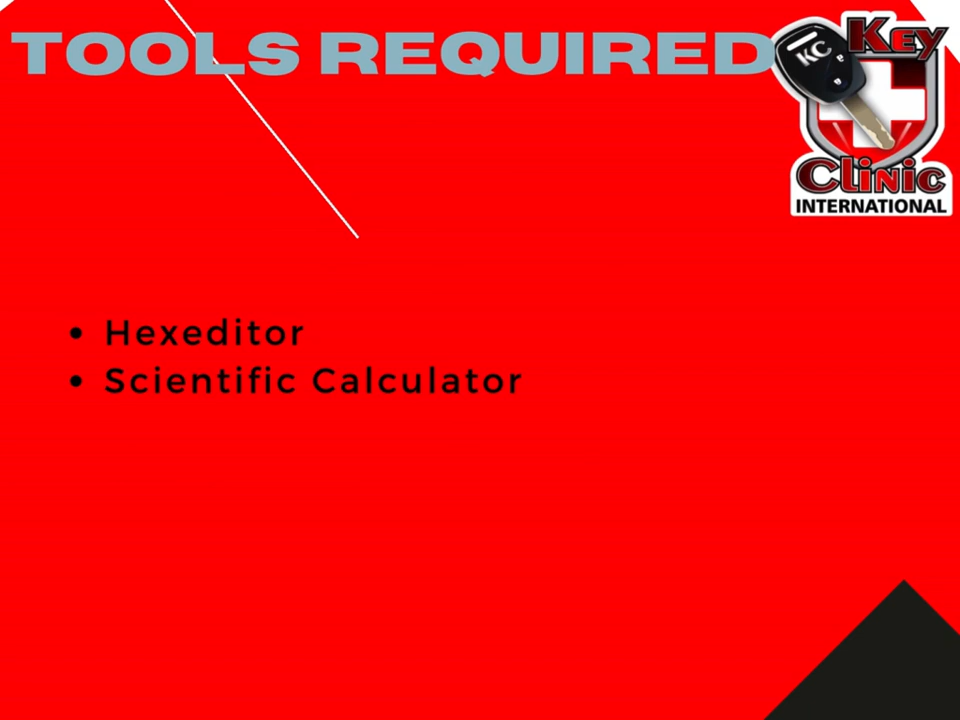 TOOLS REQUIRED
KC
KEY
CLINIC
INTERNATIONAL
• Hexeditor
• Scientific Calculator